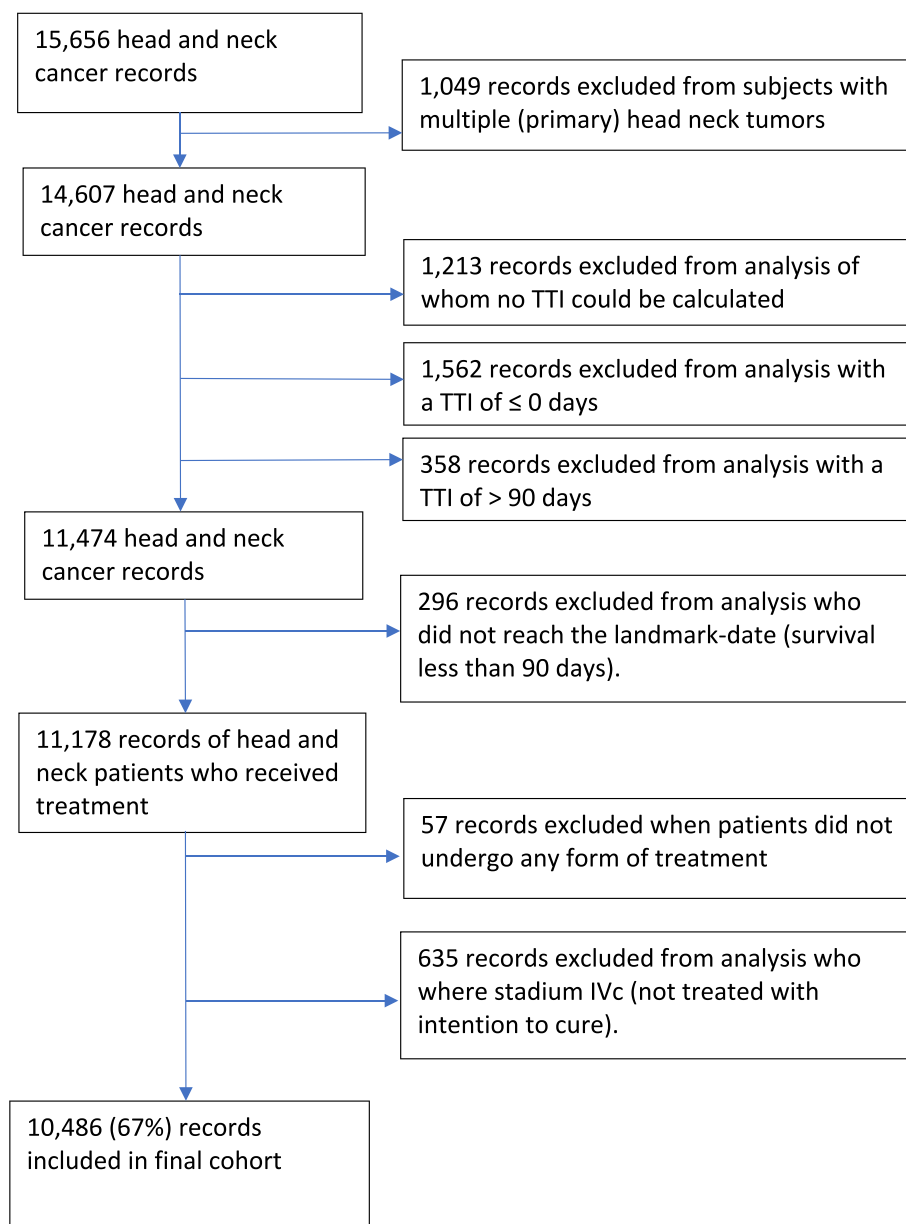 15,656 head and neck
cancer records
1,049 records excluded from subjects with
multiple (primary) head neck tumors
14,607 head and neck
cancer records
1,213 records excluded from analysis of
whom no TTI could be calculated
1,562 records excluded from analysis with
a TTI of ≤ 0 days
358 records excluded from analysis with a
TTI of > 90 days
11,474 head and neck
cancer records
296 records excluded from analysis who
did not reach the landmark-date (survival
less than 90 days).
11,178 records of head and
neck patients who received
treatment
57 records excluded when patients did not
undergo any form of treatment
635 records excluded from analysis who
where stadium IVc (not treated with
intention to cure).
10,486 (67%) records
included in final cohort